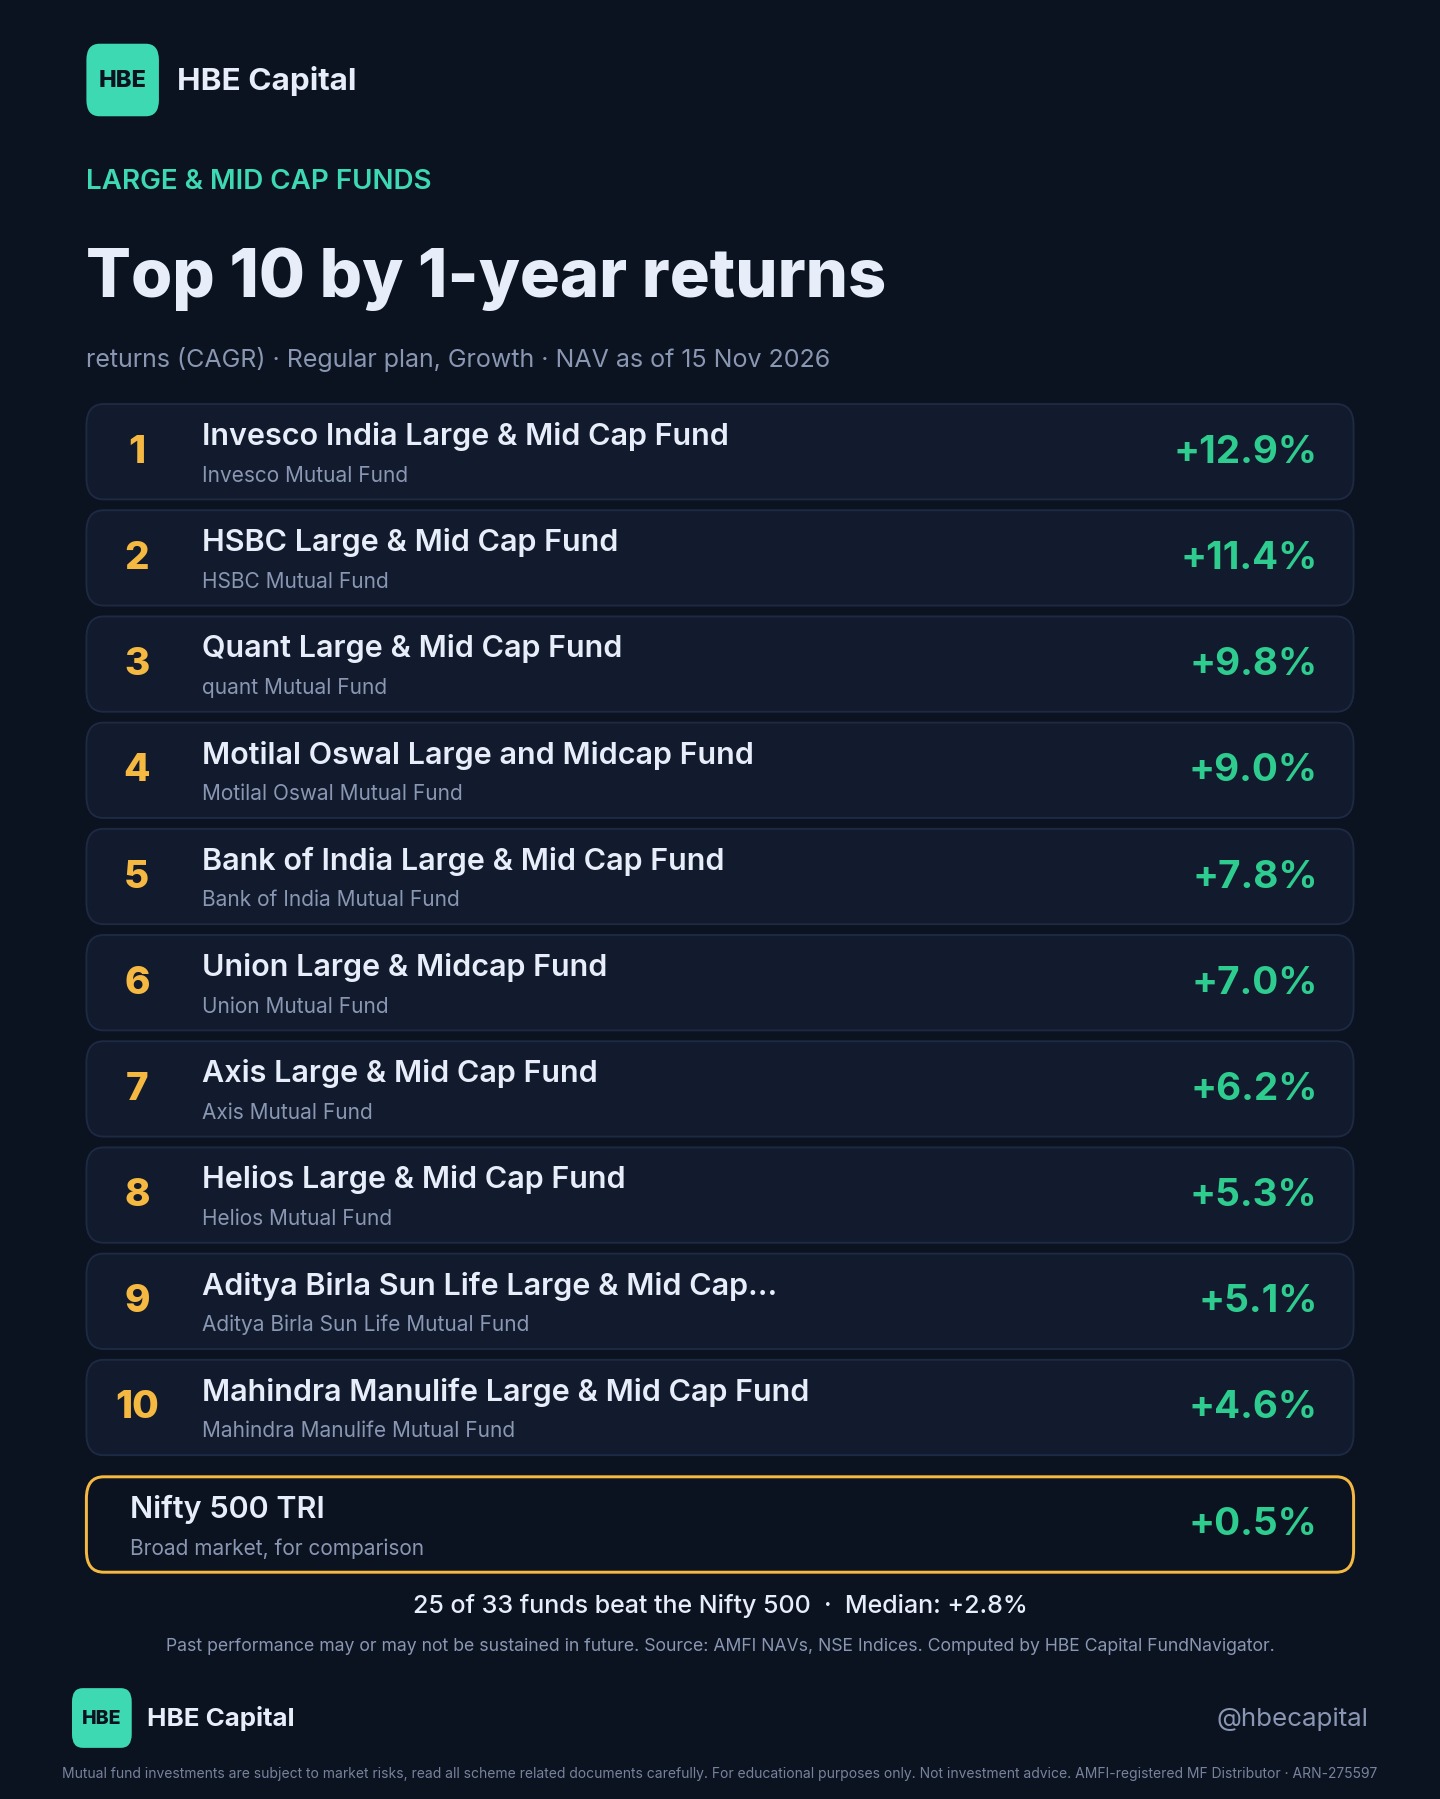 HBE HBE Capital
LARGE & MID CAP FUNDS
Top 10 by 1-year returns
returns (CAGR) · Regular plan, Growth · NAV as of 15 Nov 2026
1 Invesco India Large & Mid Cap Fund +12.9%
Invesco Mutual Fund
2 HSBC Large & Mid Cap Fund +11.4%
HSBC Mutual Fund
3 Quant Large & Mid Cap Fund +9.8%
quant Mutual Fund
4 Motilal Oswal Large and Midcap Fund +9.0%
Motilal Oswal Mutual Fund
5 Bank of India Large & Mid Cap Fund +7.8%
Bank of India Mutual Fund
6 Union Large & Midcap Fund +7.0%
Union Mutual Fund
7 Axis Large & Mid Cap Fund +6.2%
Axis Mutual Fund
8 Helios Large & Mid Cap Fund +5.3%
Helios Mutual Fund
9 Aditya Birla Sun Life Large & Mid Cap... +5.1%
Aditya Birla Sun Life Mutual Fund
10 Mahindra Manulife Large & Mid Cap Fund +4.6%
Mahindra Manulife Mutual Fund
Nifty 500 TRI +0.5%
Broad market, for comparison
25 of 33 funds beat the Nifty 500 · Median: +2.8%
Past performance may or may not be sustained in future. Source: AMFI NAVs, NSE Indices. Computed by HBE Capital FundNavigator.
HBE HBE Capital @hbecapital
Mutual fund investments are subject to market risks, read all scheme related documents carefully. For educational purposes only. Not investment advice. AMFI-registered MF Distributor · ARN-275597